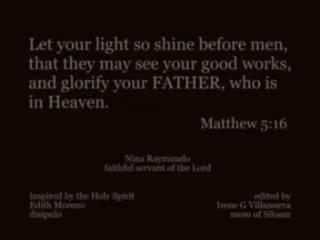 Let your light so shine before men,
that they may see your good works,
and glorify your FATHER, who is
in Heaven.
Matthew 5:16
Nina Raymundo
faithful servant of the Lord
inspired by the Holy Spirit
Edith Moreno
disipulo
edited by
Irene G Villanueva
mom of Siloam